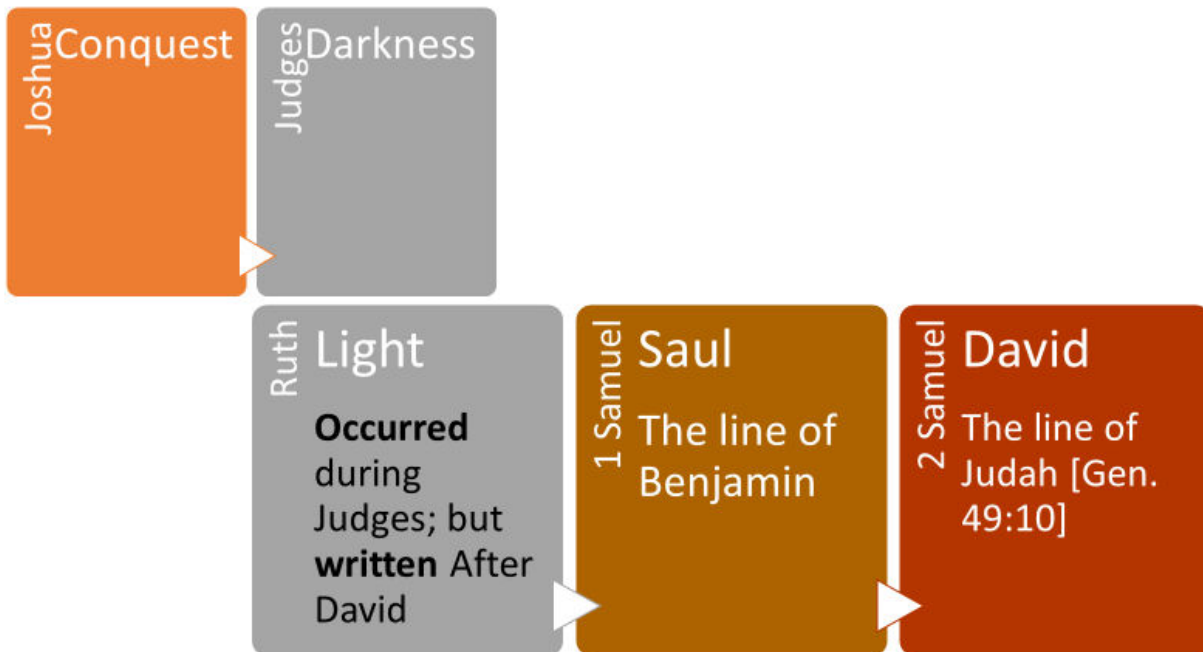 Joshua
Conquest
Judges
Darkness
Ruth
Light
Occurred
during
Judges; but
written After
David
1 Samuel
Saul
The line of
Benjamin
2 Samuel
David
The line of
Judah [Gen.
49:10]